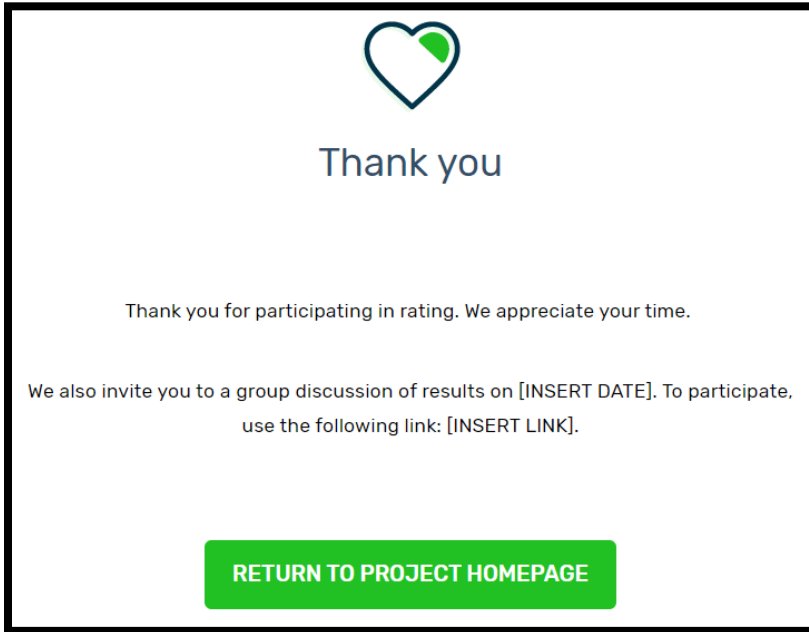 Thank you
Thank you for participating in rating. We appreciate your time.
We also invite you to a group discussion of results on [INSERT DATE]. To participate,
use the following link: [INSERT LINK].
RETURN TO PROJECT HOMEPAGE